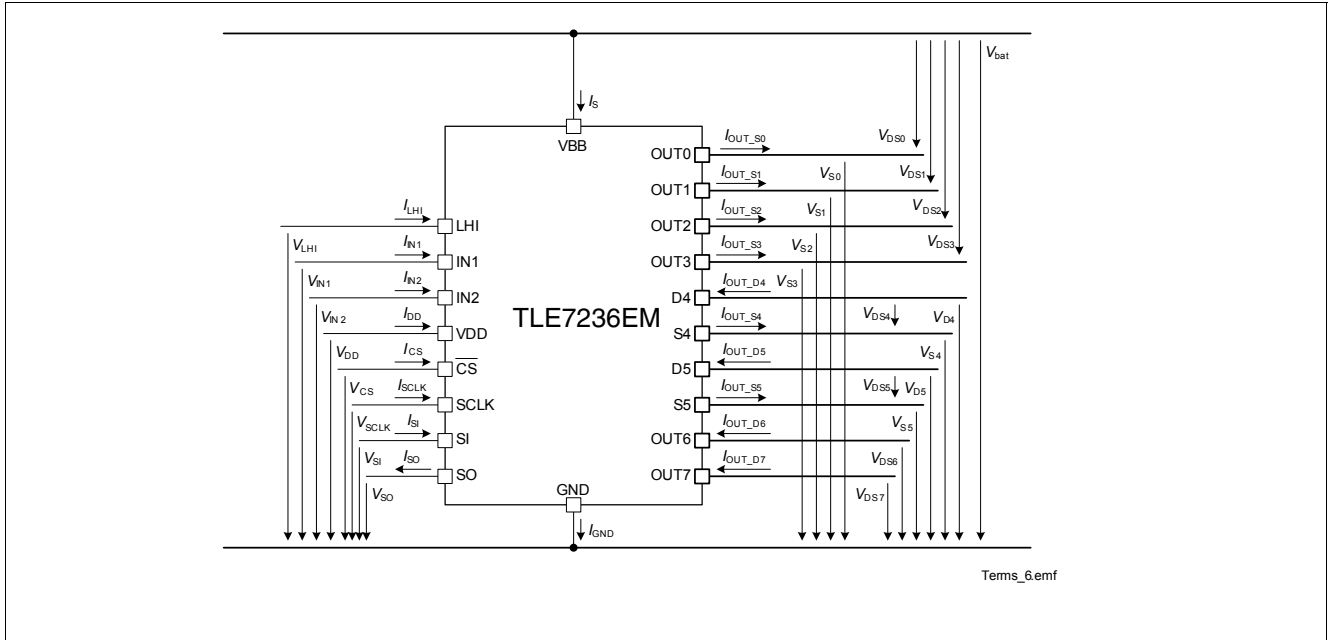 Vbat
IS
VBB
OUT0
IOUT_S0
VDS0
OUT1
IOUT_S1
VS0
VDS1
LHI
ILHI
OUT2
IOUT_S2
VS1
VDS2
VLHI
IN1
IIN1
OUT3
IOUT_S3
VS2
VDS3
VIN1
IN2
IIN2
D4
IOUT_D4
VS3
TLE7236EM
VIN 2
VDD
IDD
S4
IOUT_S4
VDS4
VD4
VDD
CS
ICS
D5
IOUT_D5
VS4
VCS
SCLK
ISCLK
S5
IOUT_S5
VDS5
VD5
VSCLK
SI
ISI
OUT6
IOUT_D6
VS5
VSI
SO
ISO
OUT7
IOUT_D7
VDS6
VSO
GND
VDS7
IGND
Terms_6.emf